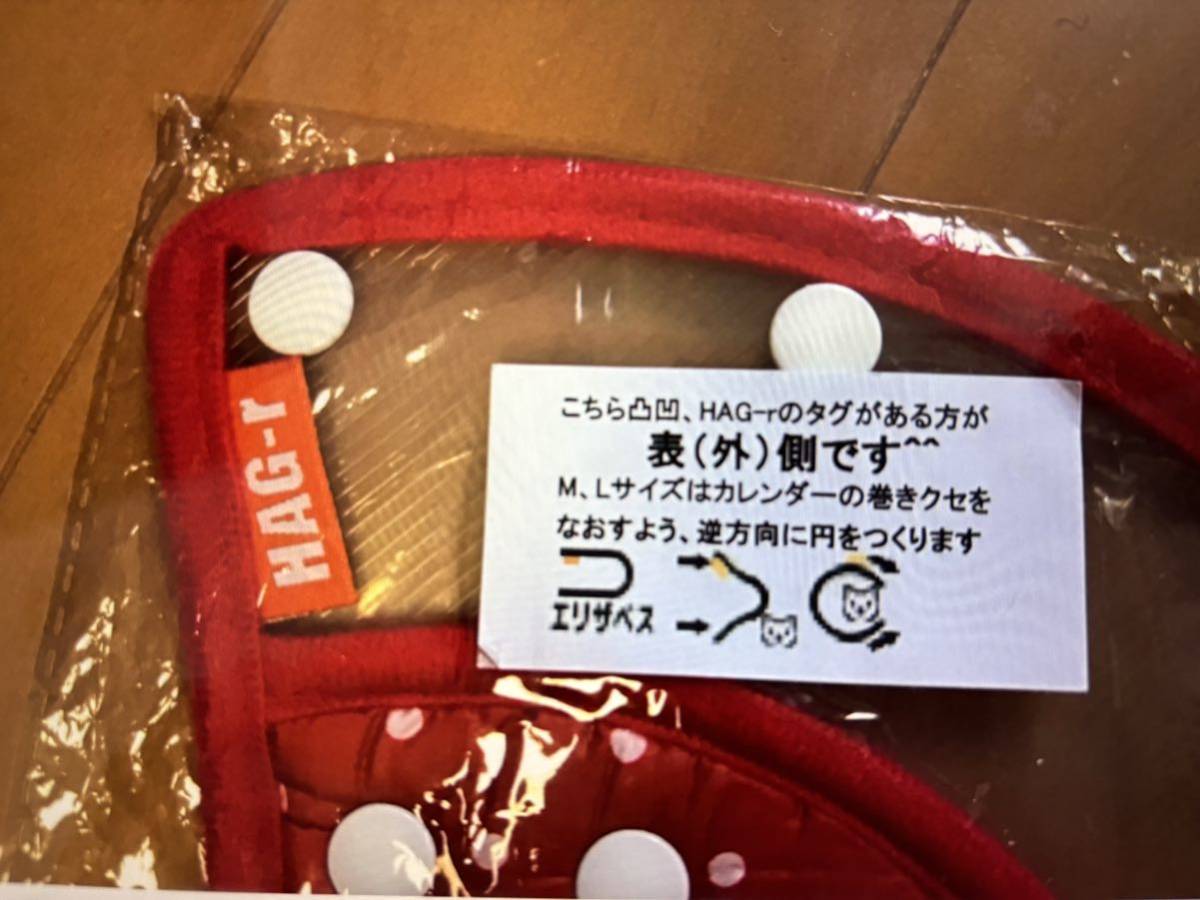 HAG-r
こちら凸凹、HAG-rのタグがある方が
表(外)側です^^
M、Lサイズはカレンダーの巻きクセを
なおすよう、逆方向に円をつくります
エリザベス